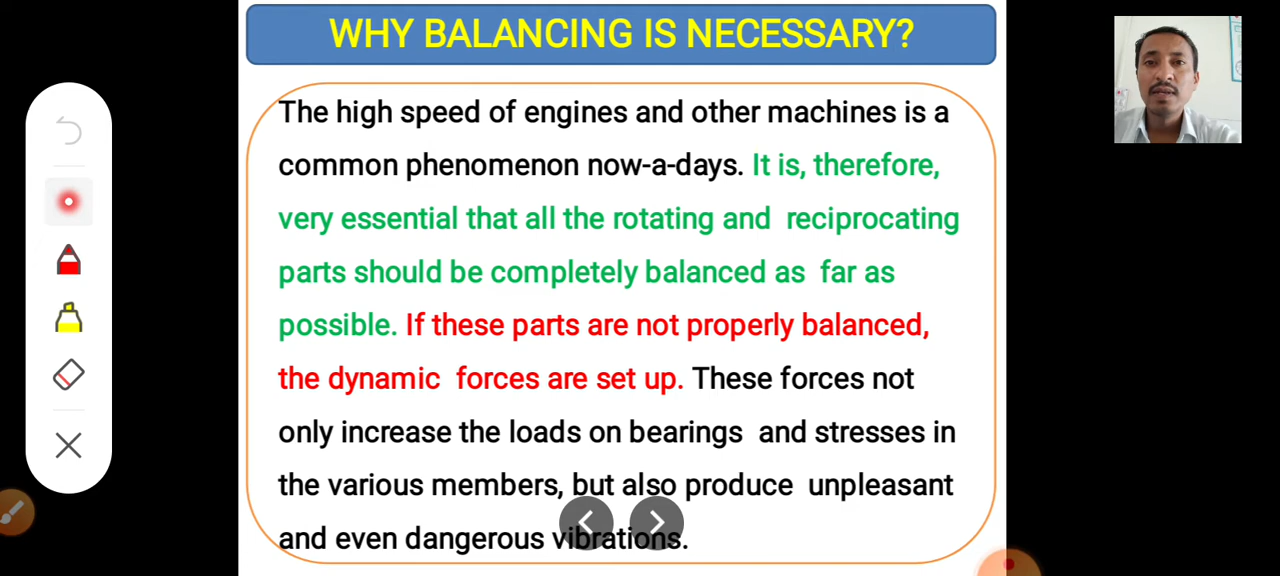 WHY BALANCING IS NECESSARY?
The high speed of engines and other machines is a
common phenomenon now-a-days. It is, therefore,
very essential that all the rotating and reciprocating
parts should be completely balanced as far as
possible. If these parts are not properly balanced,
the dynamic forces are set up. These forces not
only increase the loads on bearings and stresses in
the various members, but also produce unpleasant
and even dangerous vibrations.